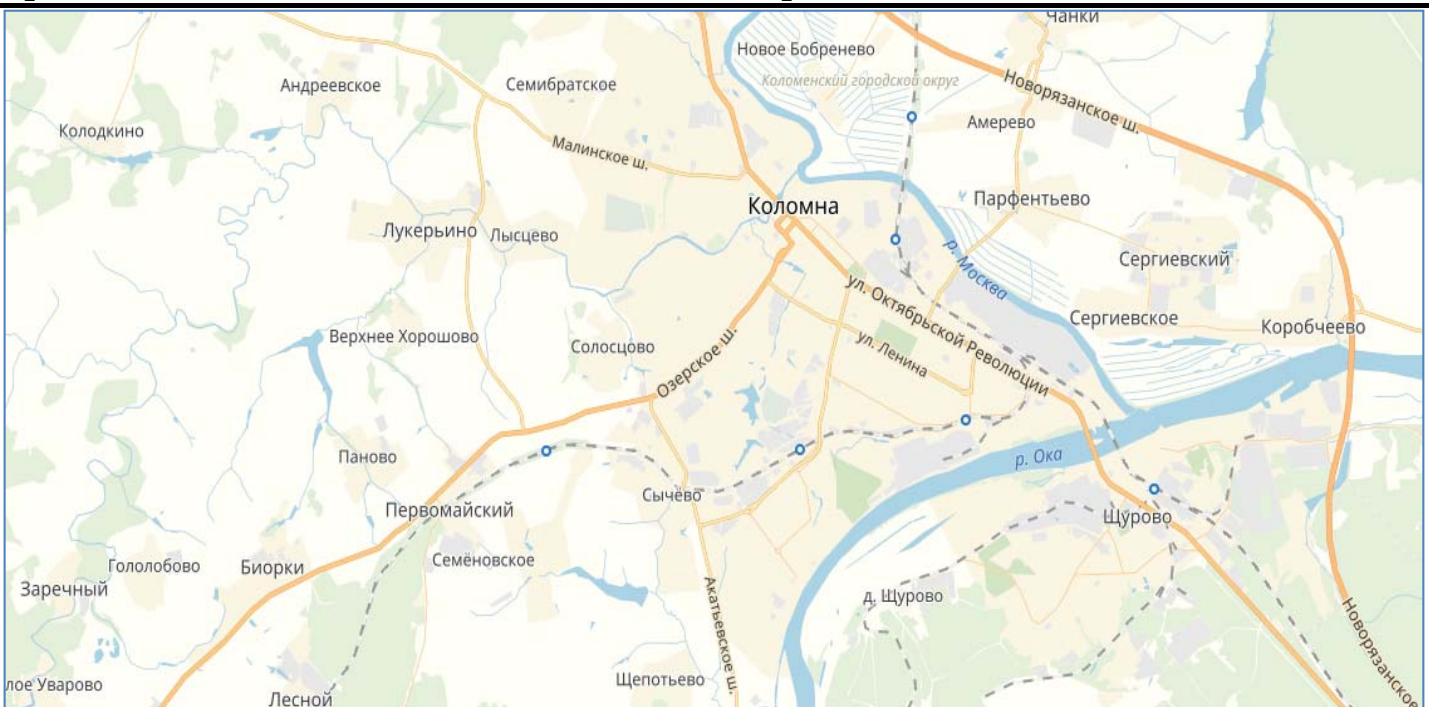 Чанки
Новое Бобренево
Коломенский городской округ
Андреевское
Семибратское
Новорязанское ш.
Колодкино
Амерево
Малинское ш.
Коломна
Парфентьево
Лукерьино
Лысцево
р. Москва
Сергиевский
ул. Октябрьской Революции
Сергиевское
Коробчеево
Верхнее Хорошово
Солосцово
Озерское ш.
ул. Ленина
Паново
р. Ока
Сычёво
Первомайский
Щурово
Семёновское
Гололобово
Биорки
Заречный
д. Щурово
Акатьевское ш.
Новорязанское
Щепотьево
лое Уварово
Лесной